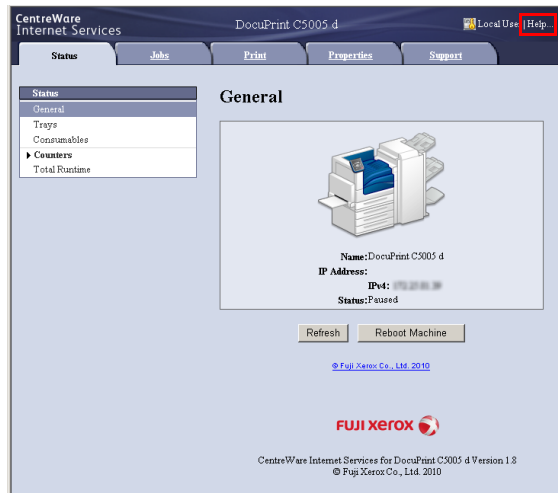 CentreWare
Internet Services
DocuPrint C5005 d
Local Use | Help...
Status
Jobs
Print
Properties
Support
Status
General
Trays
Consumables
Counters
Total Runtime
General
Name:DocuPrint C5005 d
IP Address:
IPv4:
Status:Paused
Refresh
Reboot Machine
© Fuji Xerox Co., Ltd. 2010
FUJI XEROX
CentreWare Internet Services for DocuPrint C5005 d Version 1.8
© Fuji Xerox Co., Ltd. 2010